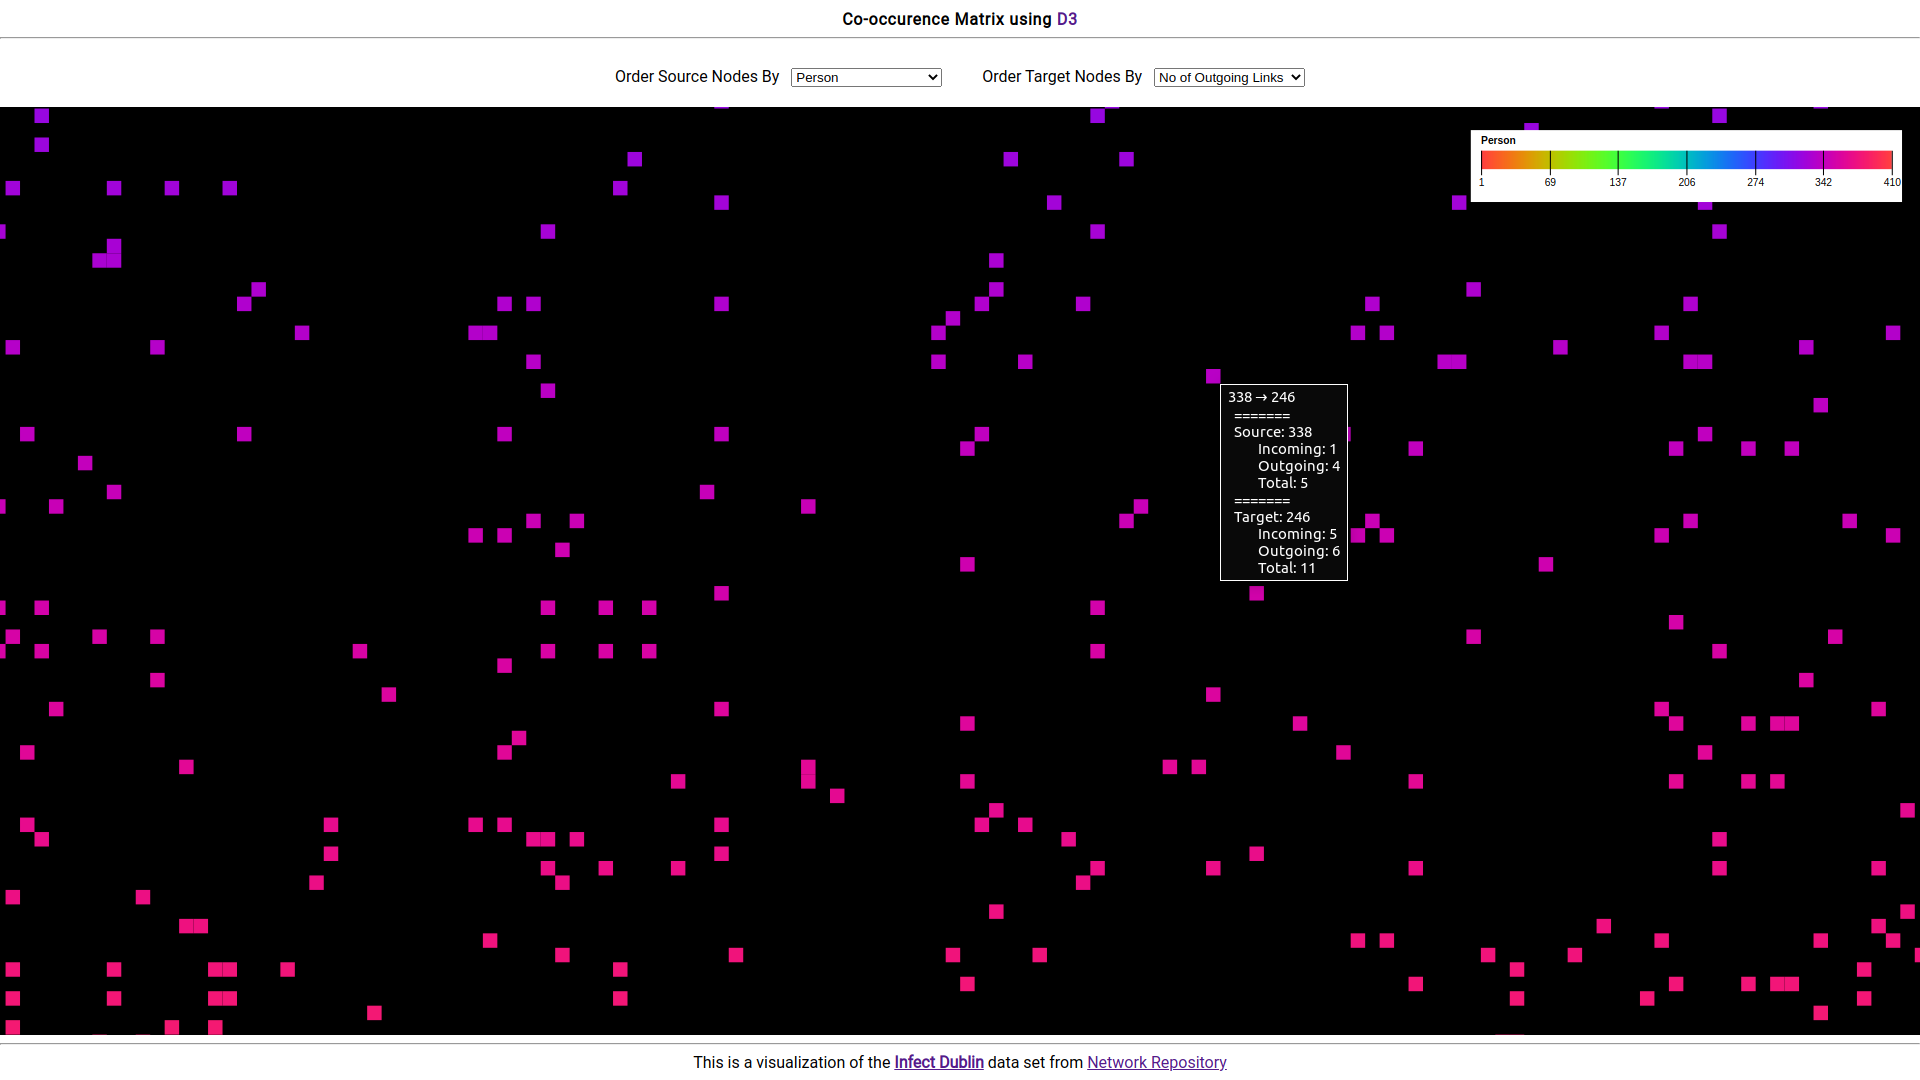 Co-occurence Matrix using D3
Order Source Nodes By Person Order Target Nodes By No of Outgoing Links
Person
1 69 137 206 274 342 410
338 → 246
=======
Source: 338
Incoming: 1
Outgoing: 4
Total: 5
=======
Target: 246
Incoming: 5
Outgoing: 6
Total: 11
This is a visualization of the Infect Dublin data set from Network Repository